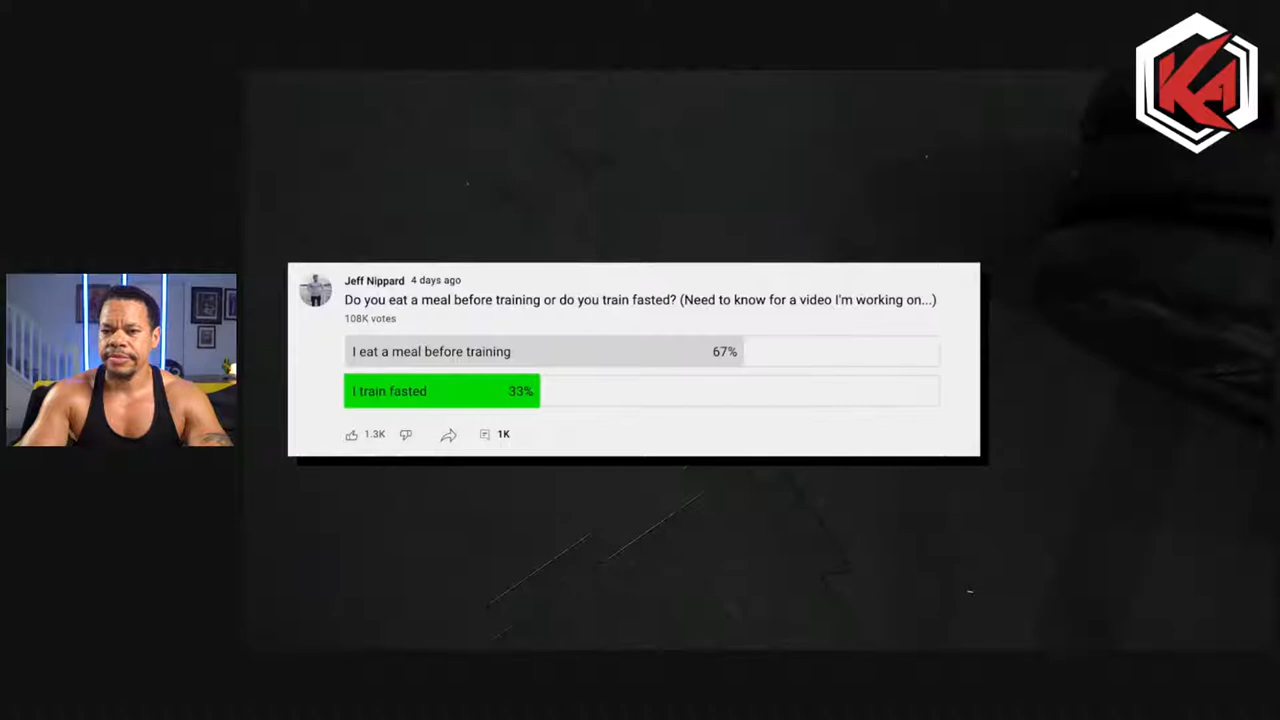 KA
Jeff Nippard 4 days ago
Do you eat a meal before training or do you train fasted? (Need to know for a video I'm working on...)
108K votes
I eat a meal before training 67%
I train fasted 33%
1.3K 1K